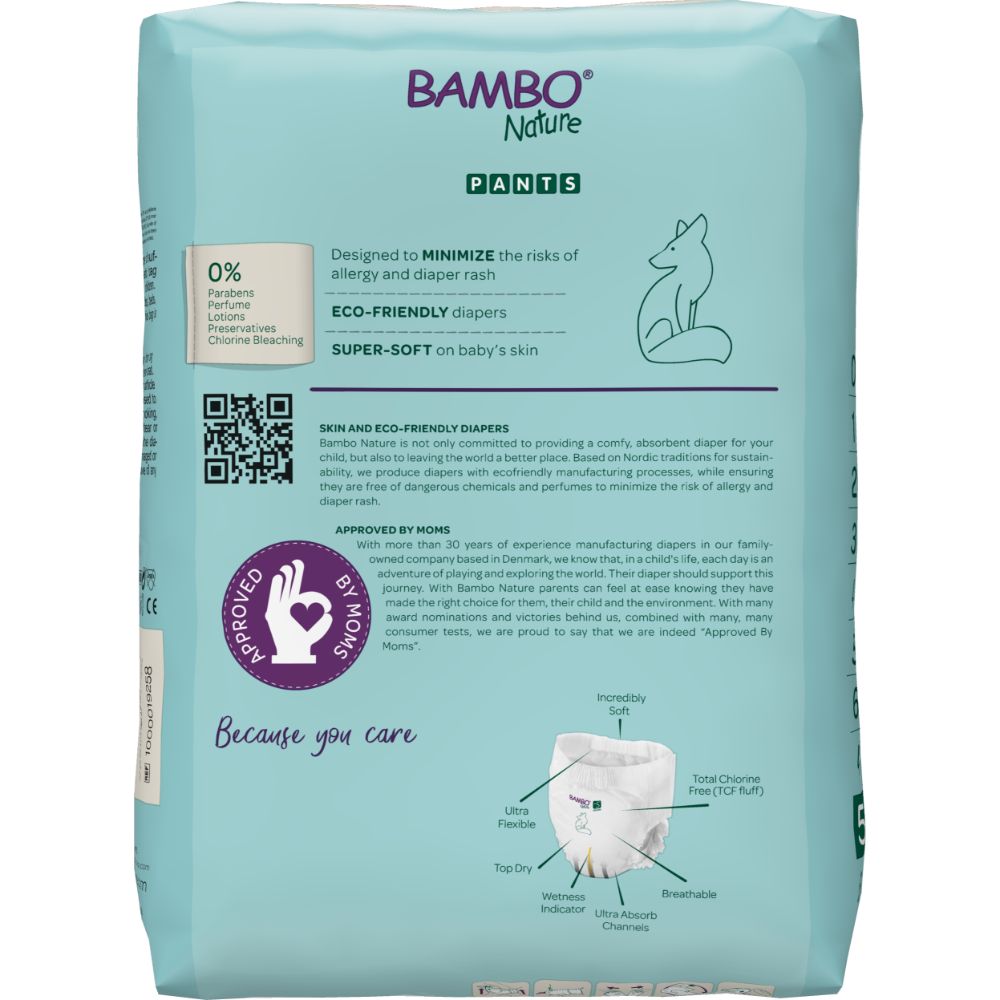 BAMBO®
Nature
PANTS
0%
Parabens
Perfume
Lotions
Preservatives
Chlorine Bleaching
Designed to MINIMIZE the risks of
allergy and diaper rash
ECO-FRIENDLY diapers
SUPER-SOFT on baby's skin
SKIN AND ECO-FRIENDLY DIAPERS
Bambo Nature is not only committed to providing a comfy, absorbent diaper for your
child, but also to leaving the world a better place. Based on Nordic traditions for sustain-
ability, we produce diapers with ecofriendly manufacturing processes, while ensuring
they are free of dangerous chemicals and perfumes to minimize the risk of allergy and
diaper rash.
APPROVED BY MOMS
With more than 30 years of experience manufacturing diapers in our family-
owned company based in Denmark, we know that, in a child's life, each day is an
adventure of playing and exploring the world. Their diaper should support this
journey. With Bambo Nature parents can feel at ease knowing they have
made the right choice for them, their child and the environment. With many
award nominations and victories behind us, combined with many, many
consumer tests, we are proud to say that we are indeed "Approved By
Moms".
APPROVED BY MOMS
Because you care
Incredibly
Soft
Total Chlorine
Free (TCF fluff)
Ultra
Flexible
Top Dry
Wetness
Indicator
Ultra Absorb
Channels
Breathable
BAMBO
CE
REF 1000019258
0
1
2
3
6
5